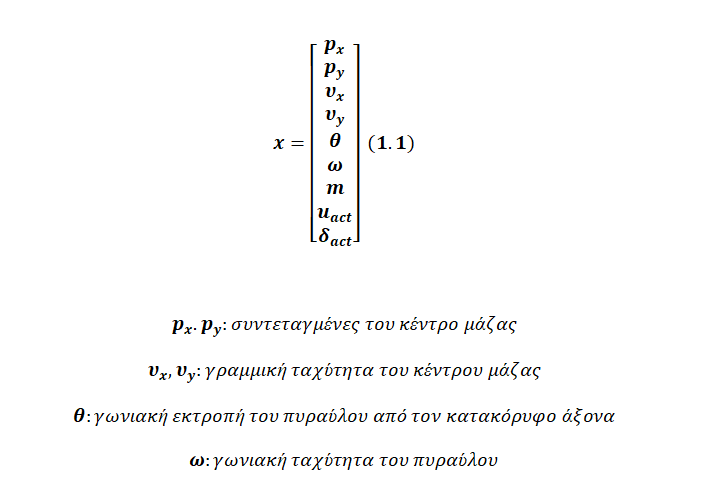 x = [
p_x
p_y
υ_x
υ_y
θ
ω
m
u_act
δ_act
] (1.1)
p_x. p_y: συντεταγμένες του κέντρο μάζας
υ_x, υ_y: γραμμική ταχύτητα του κέντρου μάζας
θ: γωνιακή εκτροπή του πυραύλου από τον κατακόρυφο άξονα
ω: γωνιακή ταχύτητα του πυραύλου